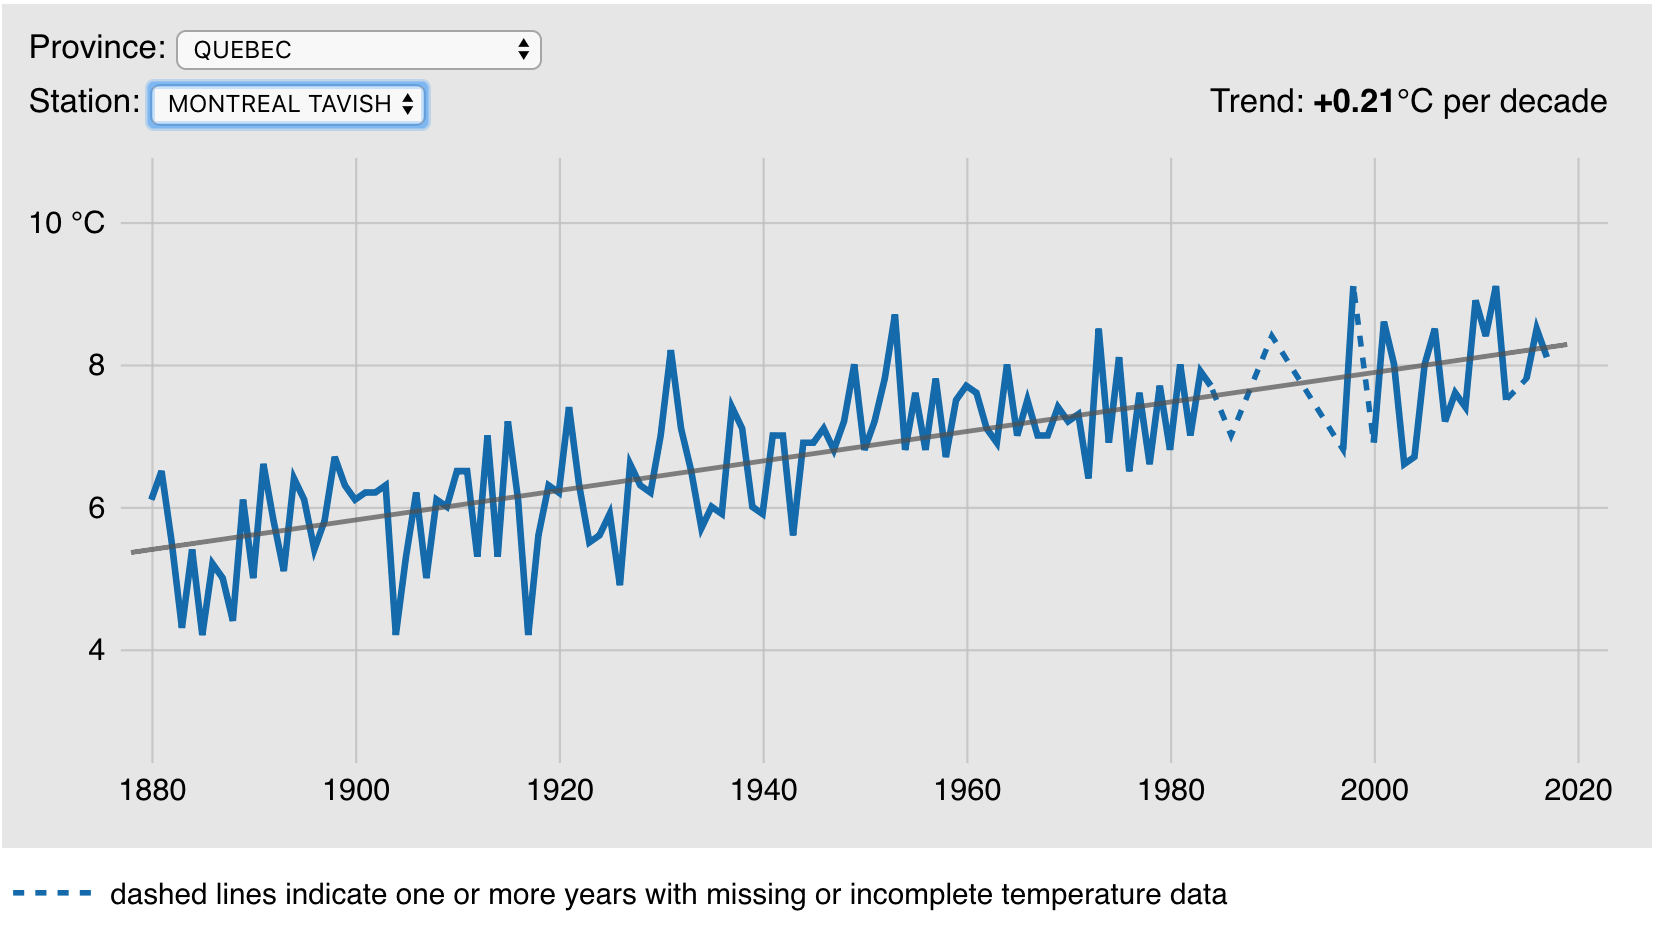 Province: QUEBEC
Station: MONTREAL TAVISH
Trend: +0.21°C per decade
10 °C
8
6
4
1880 1900 1920 1940 1960 1980 2000 2020
dashed lines indicate one or more years with missing or incomplete temperature data